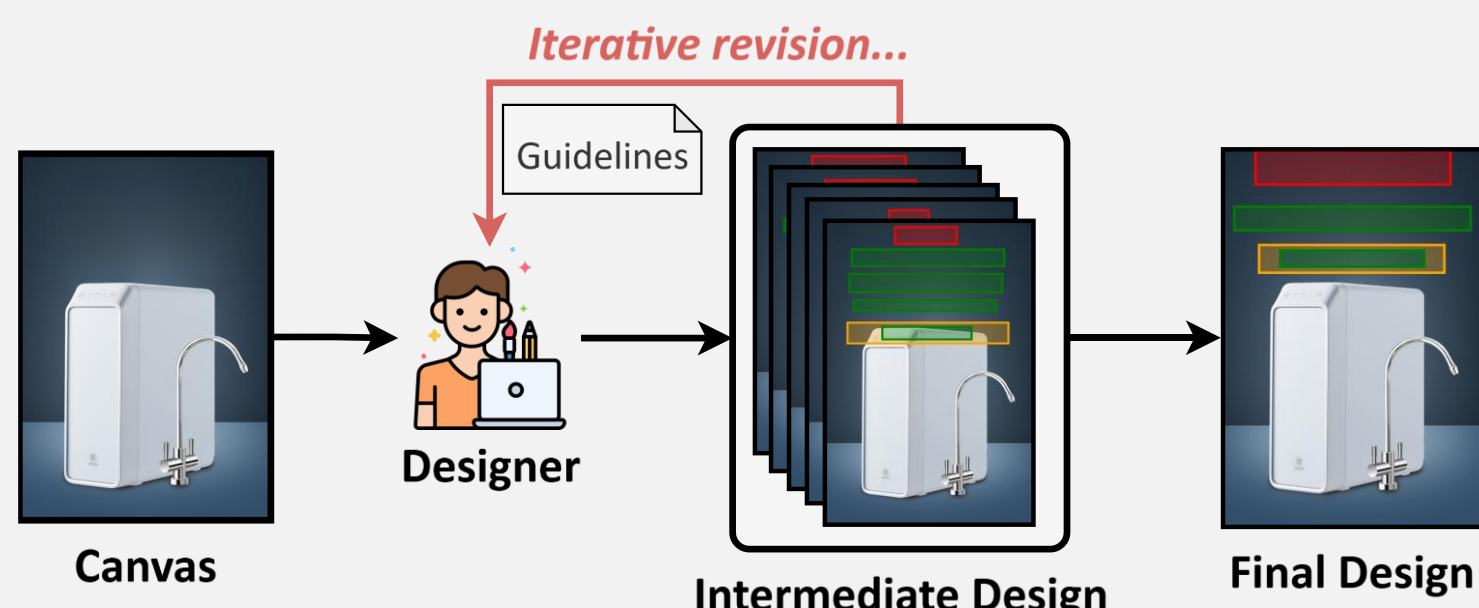 Iterative revision...
Guidelines
Designer
Canvas
Intermediate Design
Final Design